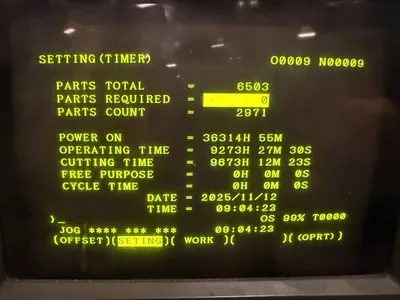 SETTING(TIMER) O0009 N00009
PARTS TOTAL = 6503
PARTS REQUIRED = 0
PARTS COUNT = 2971
POWER ON = 36314H 55M
OPERATING TIME = 9273H 27M 30S
CUTTING TIME = 9673H 12M 23S
FREE PURPOSE = 0H 0M 0S
CYCLE TIME = 0H 0M 0S
DATE = 2025/11/12
TIME = 09:04:23
)_ OS 99% T0000
JOG **** *** *** 09:04:23
(OFFSET)(SETING)( WORK )( )( (OPRT) )